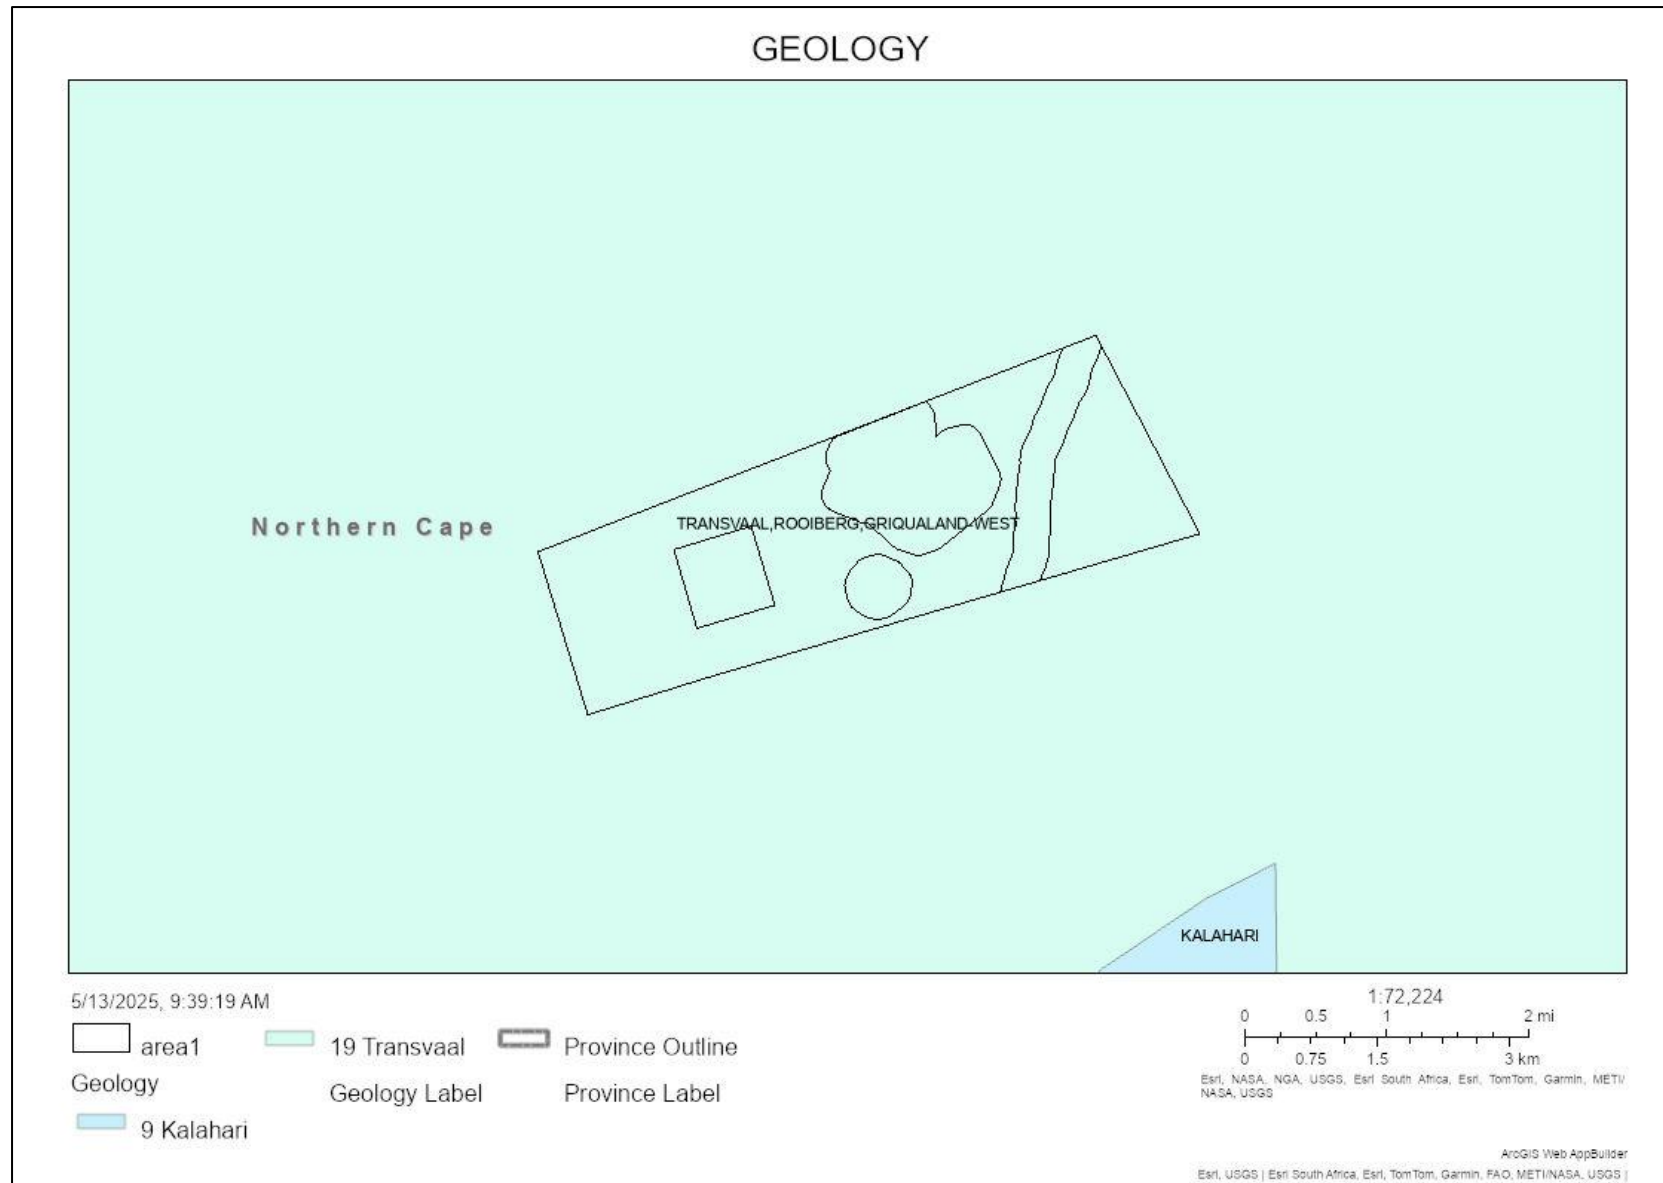 GEOLOGY
Northern Cape
TRANSVAAL,ROOIBERG,GRIQUALAND-WEST
KALAHARI
5/13/2025, 9:39:19 AM
area1
Geology
9 Kalahari
19 Transvaal
Geology Label
Province Outline
Province Label
1:72,224
0 0.5 1 2 mi
0 0.75 1.5 3 km
Esri, NASA, NGA, USGS, Esri South Africa, Esri, TomTom, Garmin, METI/
NASA, USGS
ArcGIS Web AppBuilder
Esri, USGS | Esri South Africa, Esri, TomTom, Garmin, FAO, METI/NASA, USGS |